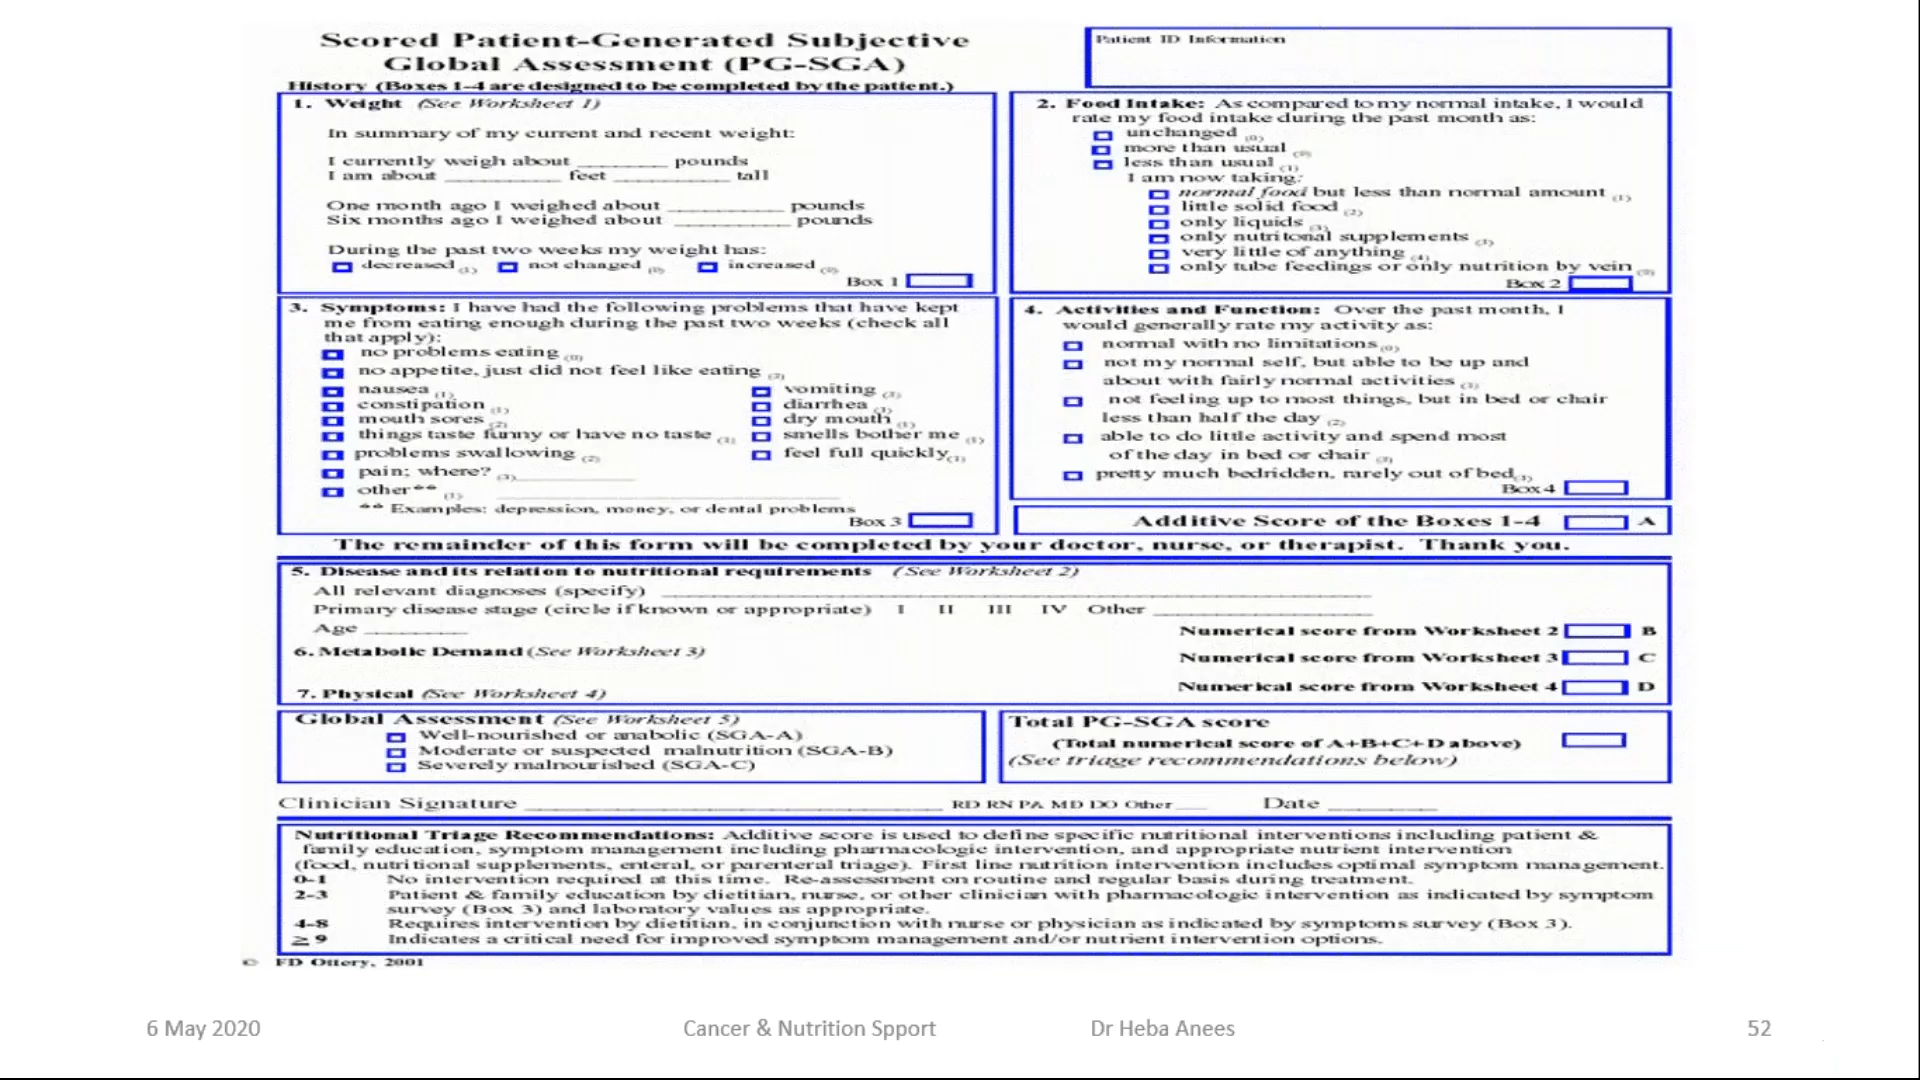 Scored Patient-Generated Subjective
Global Assessment (PG-SGA)
Patient ID Information
History (Boxes 1-4 are designed to be completed by the patient.)
1. Weight (See Worksheet 1)
In summary of my current and recent weight:
I currently weigh about ________ pounds
I am about __________ feet __________ tall
One month ago I weighed about __________ pounds
Six months ago I weighed about __________ pounds
During the past two weeks my weight has:
decreased (1) not changed (0) increased (0)
Box 1
2. Food Intake: As compared to my normal intake, I would
rate my food intake during the past month as:
unchanged (0)
more than usual (0)
less than usual (1)
I am now taking:
normal food but less than normal amount (1)
little solid food (2)
only liquids (3)
only nutritonal supplements (3)
very little of anything (4)
only tube feedings or only nutrition by vein (0)
Box 2
3. Symptoms: I have had the following problems that have kept
me from eating enough during the past two weeks (check all
that apply):
no problems eating (0)
no appetite, just did not feel like eating (3)
nausea (1) vomiting (3)
constipation (1) diarrhea (3)
mouth sores (2) dry mouth (1)
things taste funny or have no taste (1) smells bother me (1)
problems swallowing (2) feel full quickly (1)
pain; where? (3) __________
other** (1) ______________________________
** Examples: depression, money, or dental problems
Box 3
4. Activities and Function: Over the past month, I
would generally rate my activity as:
normal with no limitations (0)
not my normal self, but able to be up and
about with fairly normal activities (1)
not feeling up to most things, but in bed or chair
less than half the day (2)
able to do little activity and spend most
of the day in bed or chair (3)
pretty much bedridden, rarely out of bed (3)
Box 4
Additive Score of the Boxes 1-4 A
The remainder of this form will be completed by your doctor, nurse, or therapist. Thank you.
5. Disease and its relation to nutritional requirements (See Worksheet 2)
All relevant diagnoses (specify) ______________________________
Primary disease stage (circle if known or appropriate) I II III IV Other __________
Age __________
Numerical score from Worksheet 2 B
6. Metabolic Demand (See Worksheet 3)
Numerical score from Worksheet 3 C
7. Physical (See Worksheet 4)
Numerical score from Worksheet 4 D
Global Assessment (See Worksheet 5)
Well-nourished or anabolic (SGA-A)
Moderate or suspected malnutrition (SGA-B)
Severely malnourished (SGA-C)
Total PG-SGA score
(Total numerical score of A+B+C+D above)
(See triage recommendations below)
Clinician Signature ______________________________ RD RN PA MD DO Other ___ Date __________
Nutritional Triage Recommendations: Additive score is used to define specific nutritional interventions including patient &
family education, symptom management including pharmacologic intervention, and appropriate nutrient intervention
(food, nutritional supplements, enteral, or parenteral triage). First line nutrition intervention includes optimal symptom management.
0-1 No intervention required at this time. Re-assessment on routine and regular basis during treatment.
2-3 Patient & family education by dietitian, nurse, or other clinician with pharmacologic intervention as indicated by symptom
survey (Box 3) and laboratory values as appropriate.
4-8 Requires intervention by dietitian, in conjunction with nurse or physician as indicated by symptoms survey (Box 3).
≥ 9 Indicates a critical need for improved symptom management and/or nutrient intervention options.
© FD Ottery, 2001
6 May 2020 Cancer & Nutrition Spport Dr Heba Anees 52